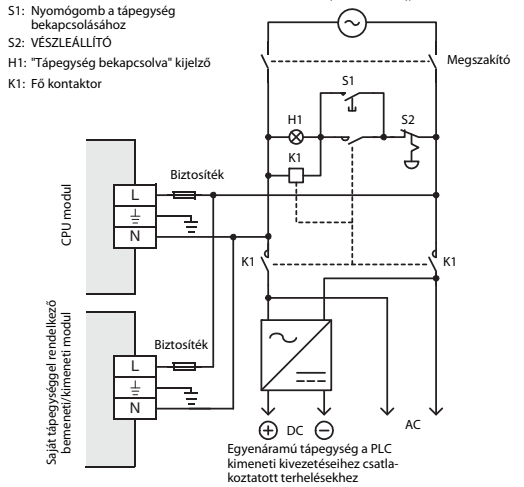 S1: Nyomógomb a tápegység
bekapcsolásához
S2: VÉSZLEÁLLÍTÓ
H1: "Tápegység bekapcsolva" kijelző
K1: Fő kontaktor
Megszakító
S1
H1
S2
K1
Biztosíték
CPU modul
L
N
K1
K1
Saját tápegységgel rendelkező
bemeneti/kimeneti modul
Biztosíték
L
N
DC
AC
Egyenáramú tápegység a PLC
kimeneti kivezetéseihez csatla-
koztatott terhelésekhez